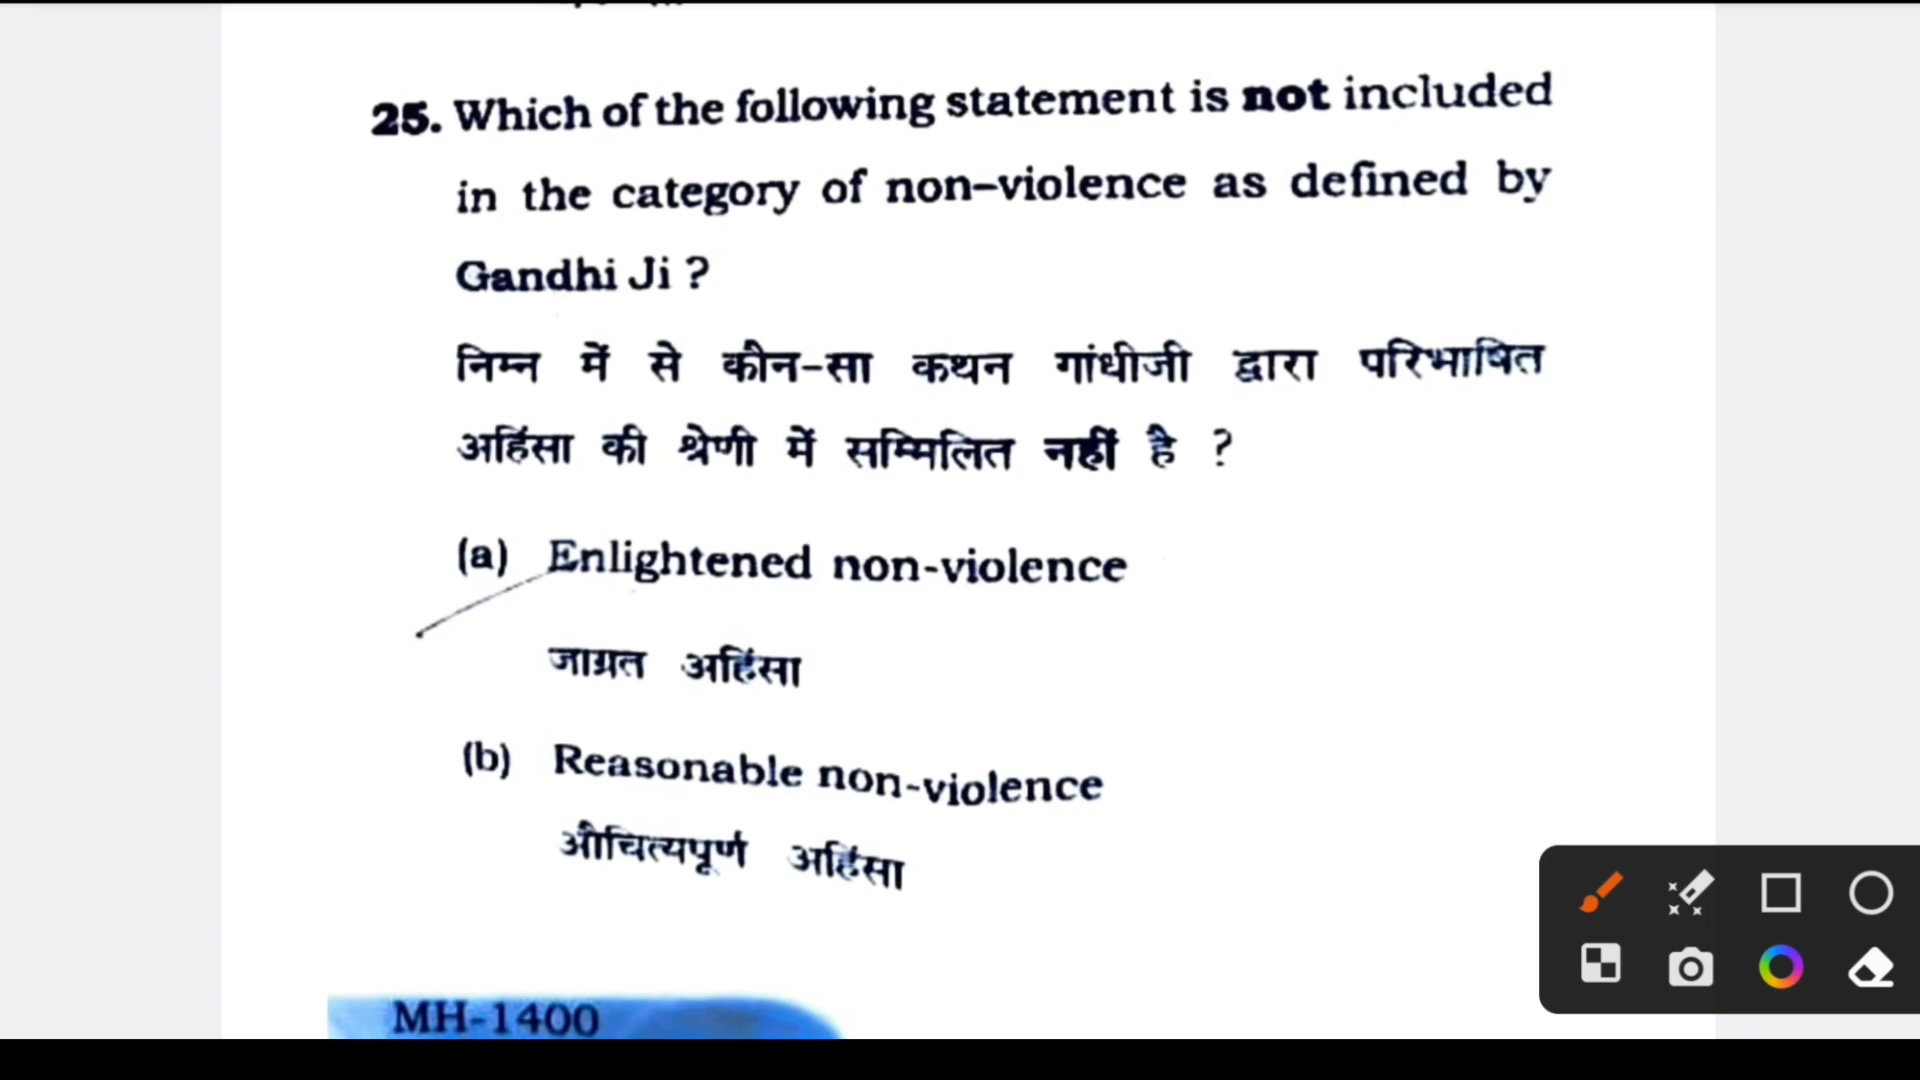 25. Which of the following statement is not included
in the category of non-violence as defined by
Gandhi Ji ?
निम्न में से कौन-सा कथन गांधीजी द्वारा परिभाषित
अहिंसा की श्रेणी में सम्मिलित नहीं है ?
(a) Enlightened non-violence
जाग्रत अहिंसा
(b) Reasonable non-violence
औचित्यपूर्ण अहिंसा
MH-1400